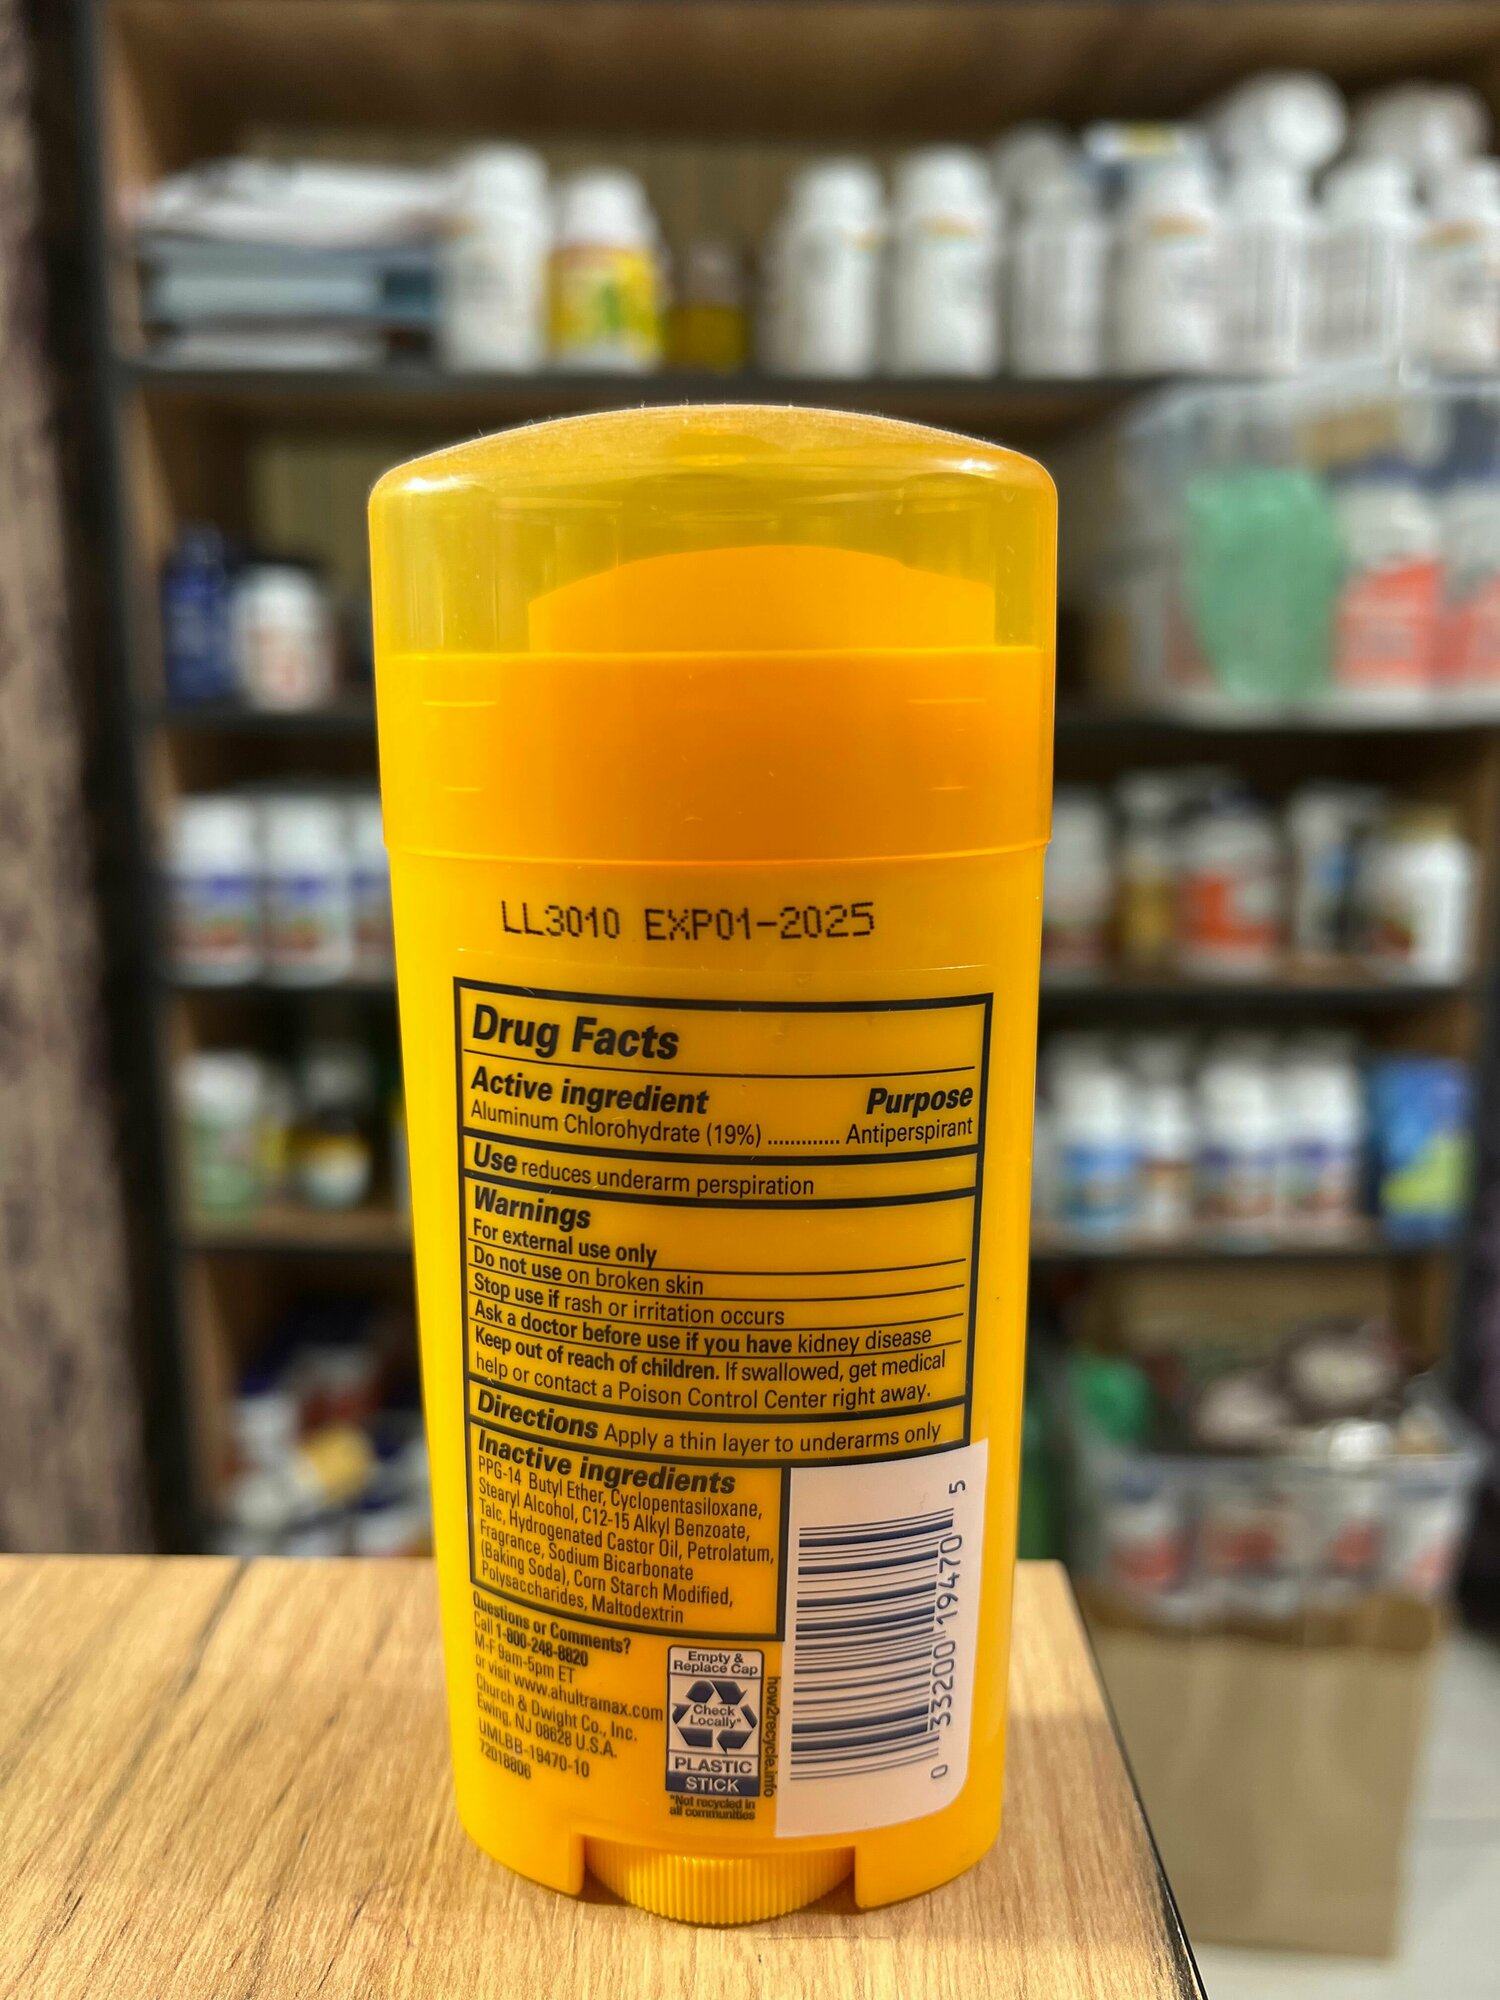 LL3010 EXP01-2025
Drug Facts
Active ingredient Purpose
Aluminum Chlorohydrate (19%) ............. Antiperspirant
Use reduces underarm perspiration
Warnings
For external use only
Do not use on broken skin
Stop use if rash or irritation occurs
Ask a doctor before use if you have kidney disease
Keep out of reach of children. If swallowed, get medical
help or contact a Poison Control Center right away.
Directions Apply a thin layer to underarms only
Inactive ingredients
PPG-14 Butyl Ether, Cyclopentasiloxane,
Stearyl Alcohol, C12-15 Alkyl Benzoate,
Talc, Hydrogenated Castor Oil, Petrolatum,
Fragrance, Sodium Bicarbonate
(Baking Soda), Corn Starch Modified,
Polysaccharides, Maltodextrin
Questions or Comments?
Call 1-800-248-8820
M-F 9am-5pm ET
or visit www.ahultramax.com
Church & Dwight Co., Inc.
Ewing, NJ 08628 U.S.A.
UMLBB-19470-10
72018806
Empty &
Replace Cap
Check
Locally*
PLASTIC
STICK
*Not recycled in
all communities
how2recycle.info
0 33200 19470 5